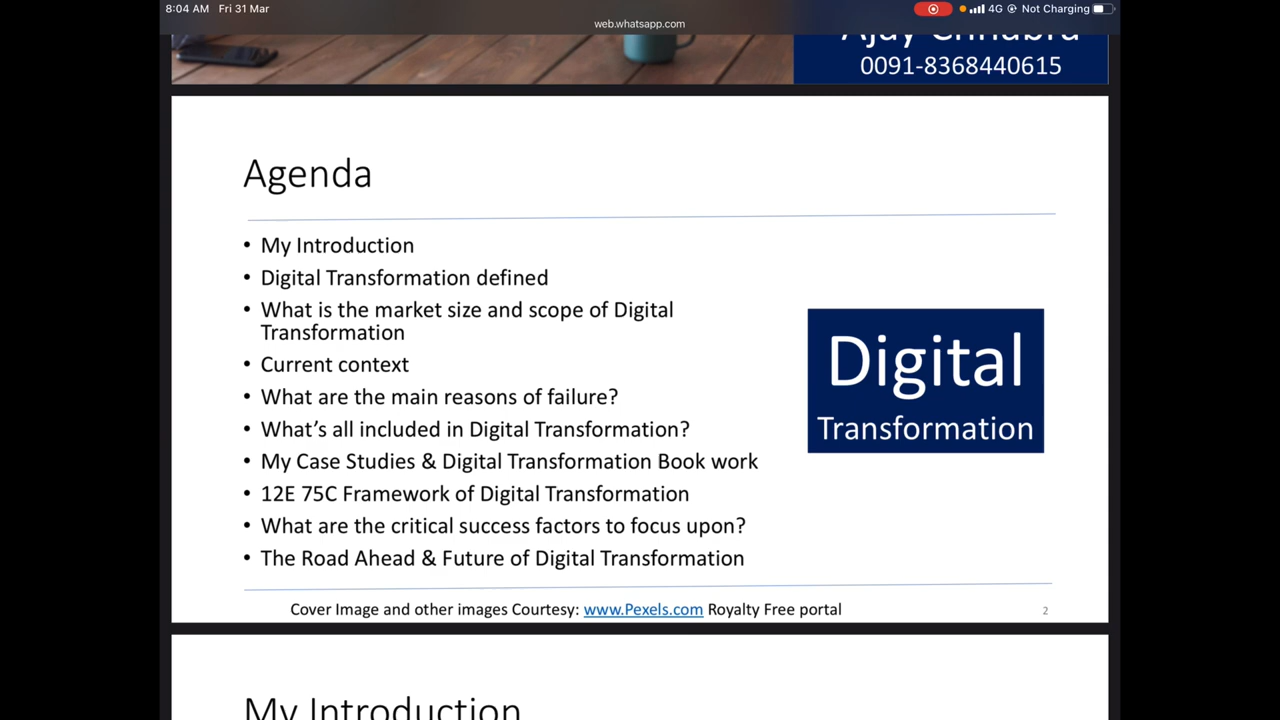 8:04 AM Fri 31 Mar
4G Not Charging
web.whatsapp.com
0091-8368440615
Agenda
• My Introduction
• Digital Transformation defined
• What is the market size and scope of Digital
Transformation
• Current context
• What are the main reasons of failure?
• What’s all included in Digital Transformation?
• My Case Studies & Digital Transformation Book work
• 12E 75C Framework of Digital Transformation
• What are the critical success factors to focus upon?
• The Road Ahead & Future of Digital Transformation
Digital
Transformation
Cover Image and other images Courtesy: www.Pexels.com Royalty Free portal
2
My Introduction